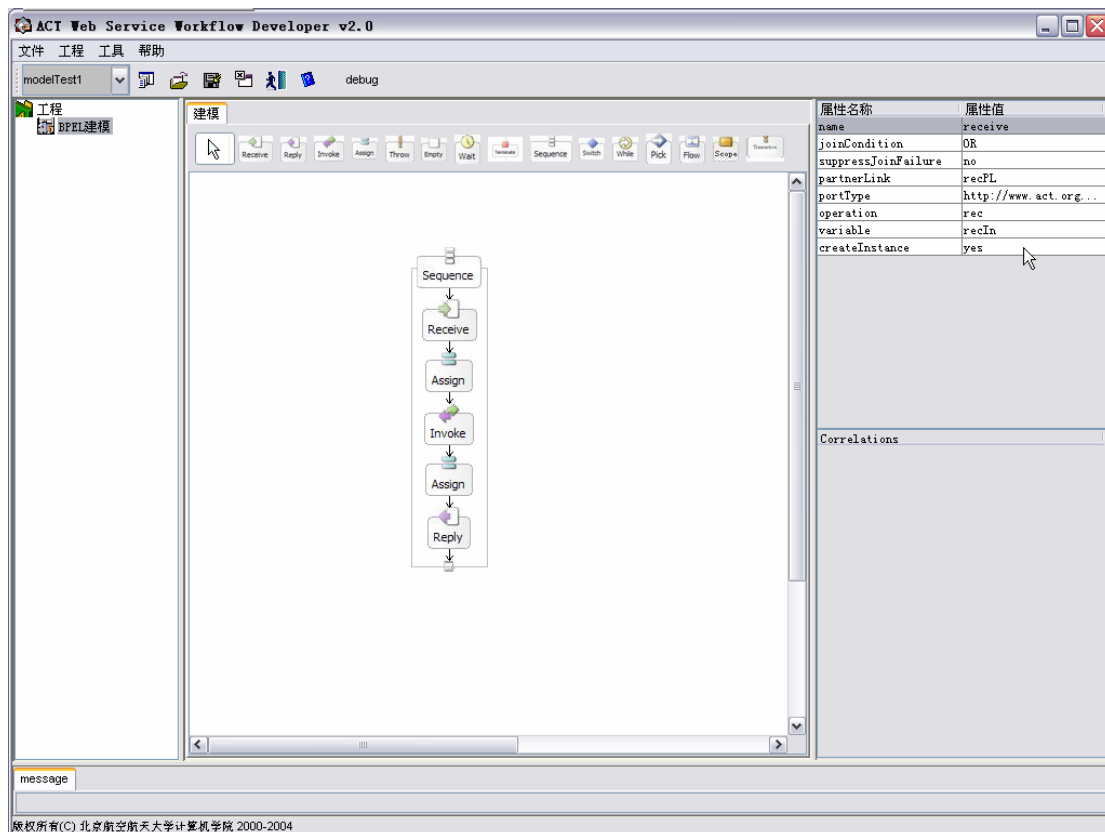 ACT Web Service Workflow Developer v2.0
文件 工程 工具 帮助
modelTest1 debug
工程
BPEL建模
建模
Receive Reply Invoke Assign Throw Empty Wait Terminate Sequence Switch While Pick Flow Scope
Sequence
Receive
Assign
Invoke
Assign
Reply
属性名称 属性值
name receive
joinCondition OR
suppressJoinFailure no
partnerLink recPL
portType http://www.act.org...
operation rec
variable recIn
createInstance yes
Correlations
message
版权所有(C) 北京航空航天大学计算机学院 2000-2004